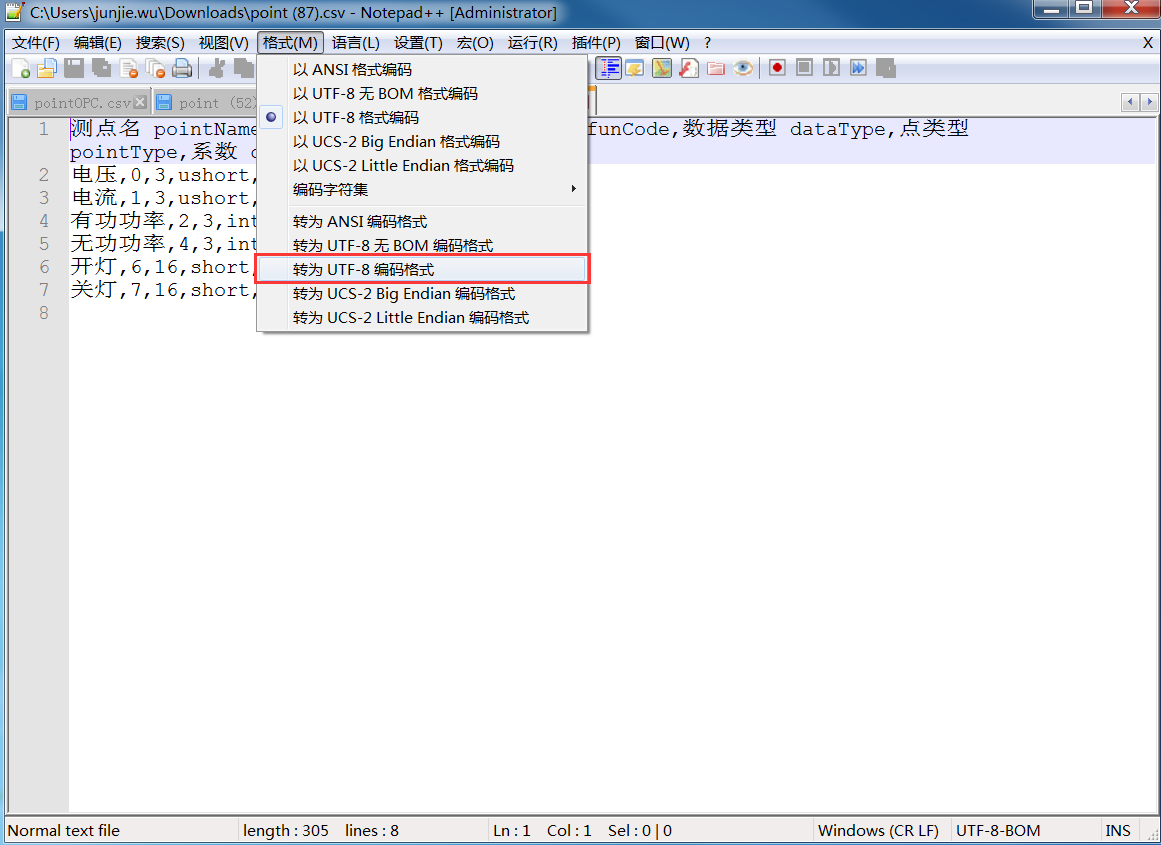 C:\Users\junjie.wu\Downloads\point (87).csv - Notepad++ [Administrator]
文件(F) 编辑(E) 搜索(S) 视图(V) 格式(M) 语言(L) 设置(T) 宏(O) 运行(R) 插件(P) 窗口(W) ? X
pointOPC.csv point (52)
以 ANSI 格式编码
以 UTF-8 无 BOM 格式编码
以 UTF-8 格式编码
以 UCS-2 Big Endian 格式编码
以 UCS-2 Little Endian 格式编码
编码字符集
转为 ANSI 编码格式
转为 UTF-8 无 BOM 编码格式
转为 UTF-8 编码格式
转为 UCS-2 Big Endian 编码格式
转为 UCS-2 Little Endian 编码格式
1 测点名 pointName funCode,数据类型 dataType,点类型
pointType,系数
2 电压,0,3,ushort,
3 电流,1,3,ushort,
4 有功功率,2,3,int
5 无功功率,4,3,int
6 开灯,6,16,short,
7 关灯,7,16,short,
8
Normal text file length : 305 lines : 8 Ln : 1 Col : 1 Sel : 0 | 0 Windows (CR LF) UTF-8-BOM INS